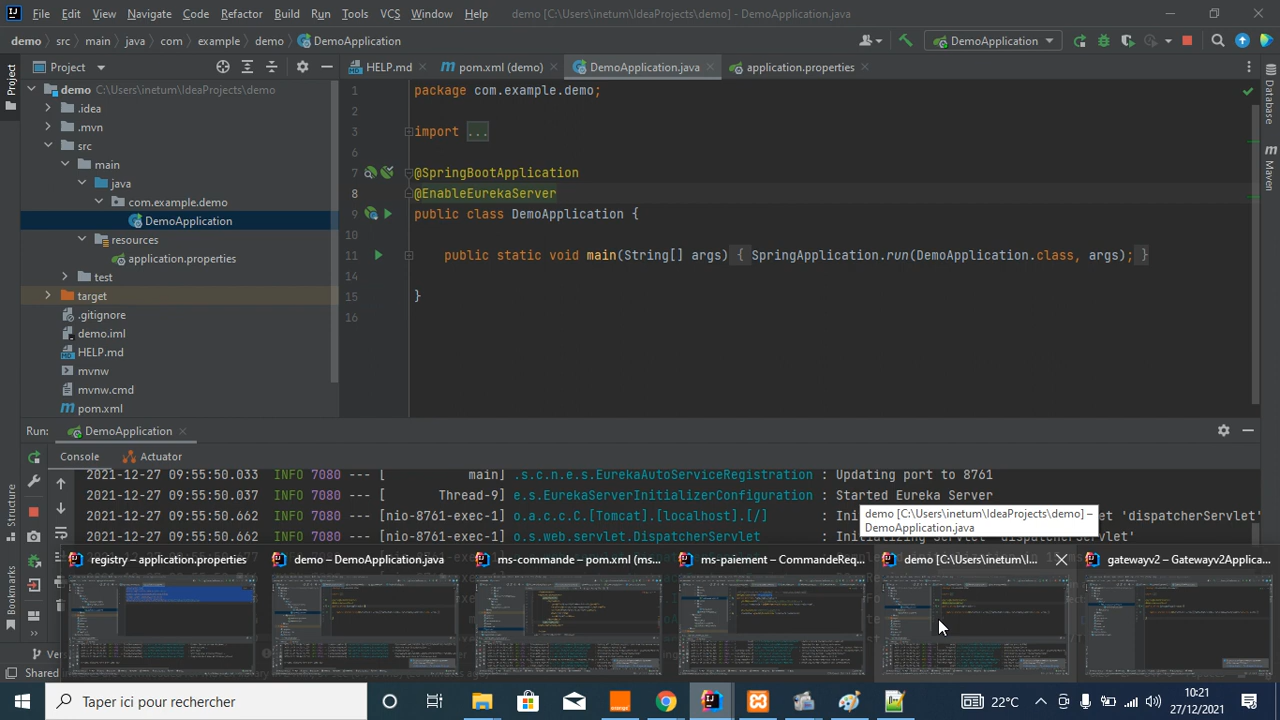 File Edit View Navigate Code Refactor Build Run Tools VCS Window Help demo [C:\Users\inetum\IdeaProjects\demo] - DemoApplication.java
demo src main java com example demo DemoApplication DemoApplication
Project HELP.md pom.xml (demo) DemoApplication.java application.properties
Project
Database
Maven
Structure
Bookmarks
demo C:\Users\inetum\IdeaProjects\demo
.idea
.mvn
src
main
java
com.example.demo
DemoApplication
resources
application.properties
test
target
.gitignore
demo.iml
HELP.md
mvnw
mvnw.cmd
pom.xml
1 package com.example.demo;
2
3 import ...
6
7 @SpringBootApplication
8 @EnableEurekaServer
9 public class DemoApplication {
10
11 public static void main(String[] args) { SpringApplication.run(DemoApplication.class, args); }
14
15 }
16
Run: DemoApplication
Console Actuator
2021-12-27 09:55:50.033 INFO 7080 --- [ main] .s.c.n.e.s.EurekaAutoServiceRegistration : Updating port to 8761
2021-12-27 09:55:50.037 INFO 7080 --- [ Thread-9] e.s.EurekaServerInitializerConfiguration : Started Eureka Server
2021-12-27 09:55:50.662 INFO 7080 --- [nio-8761-exec-1] o.a.c.c.C.[Tomcat].[localhost].[/] : 'dispatcherServlet'
INFO 7080 --- [nio-8761-exec-1] o.s.web.servlet.DispatcherServlet : Initializing Servlet 'dispatcherServlet'
demo [C:\Users\inetum\IdeaProjects\demo] –
DemoApplication.java
registry – application.properties
demo – DemoApplication.java
ms-commande – pom.xml (ms...
ms-paiement – CommandeReq...
demo [C:\Users\inetum\I...
gatewayv2 – Gatewayv2Applica...
Shared
Taper ici pour rechercher
22°C
10:21
27/12/2021